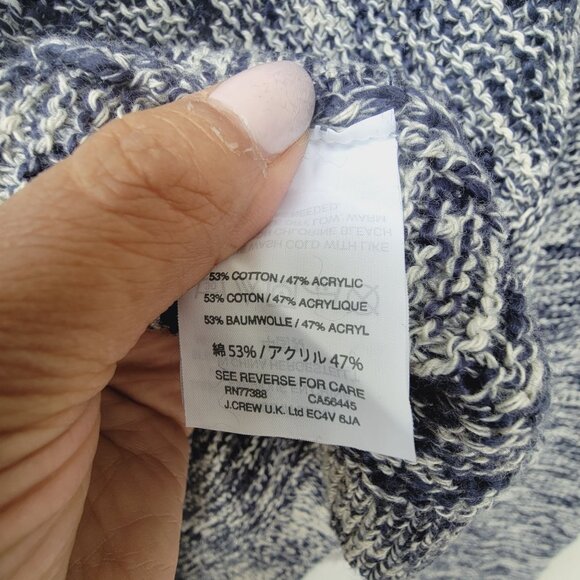 53% COTTON / 47% ACRYLIC
53% COTON / 47% ACRYLIQUE
53% BAUMWOLLE / 47% ACRYL
綿 53% / アクリル 47%
SEE REVERSE FOR CARE
RN77388 CA56445
J.CREW U.K. Ltd EC4V 6JA